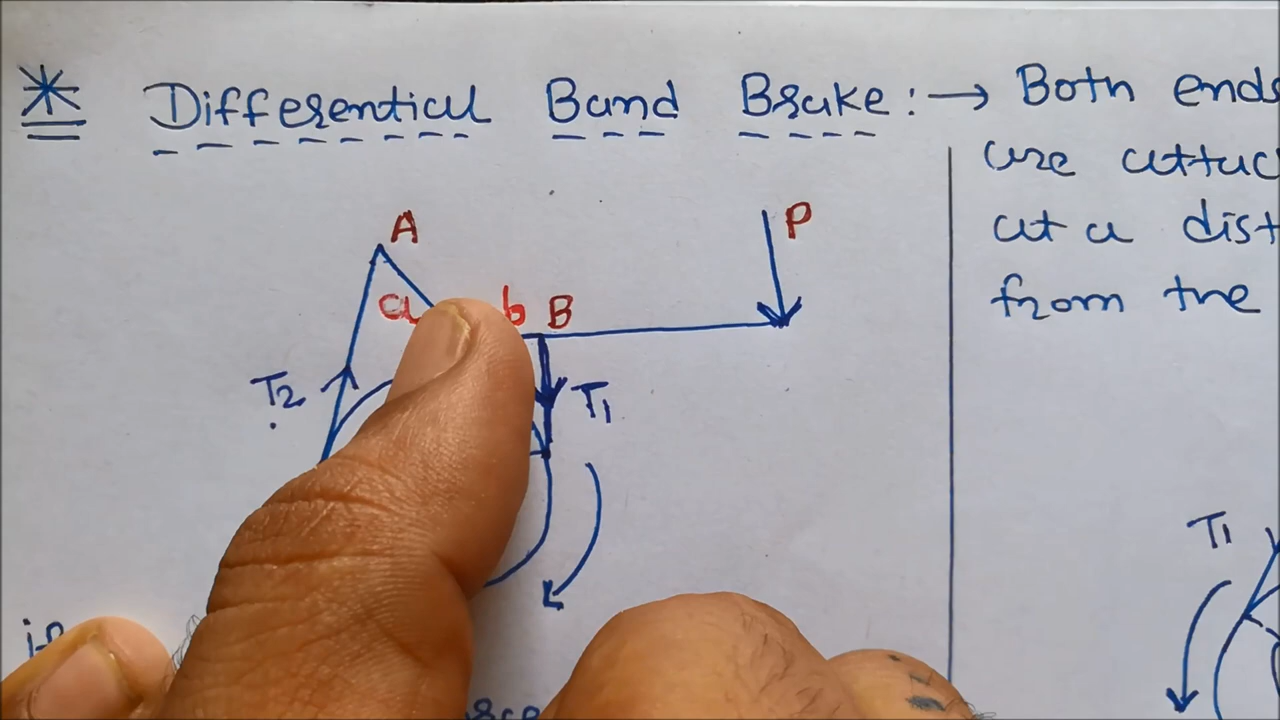 * Differential Band Brake :→ Both ends
are attac
at a dist
from the
A
P
a
b B
T2
T1
T1